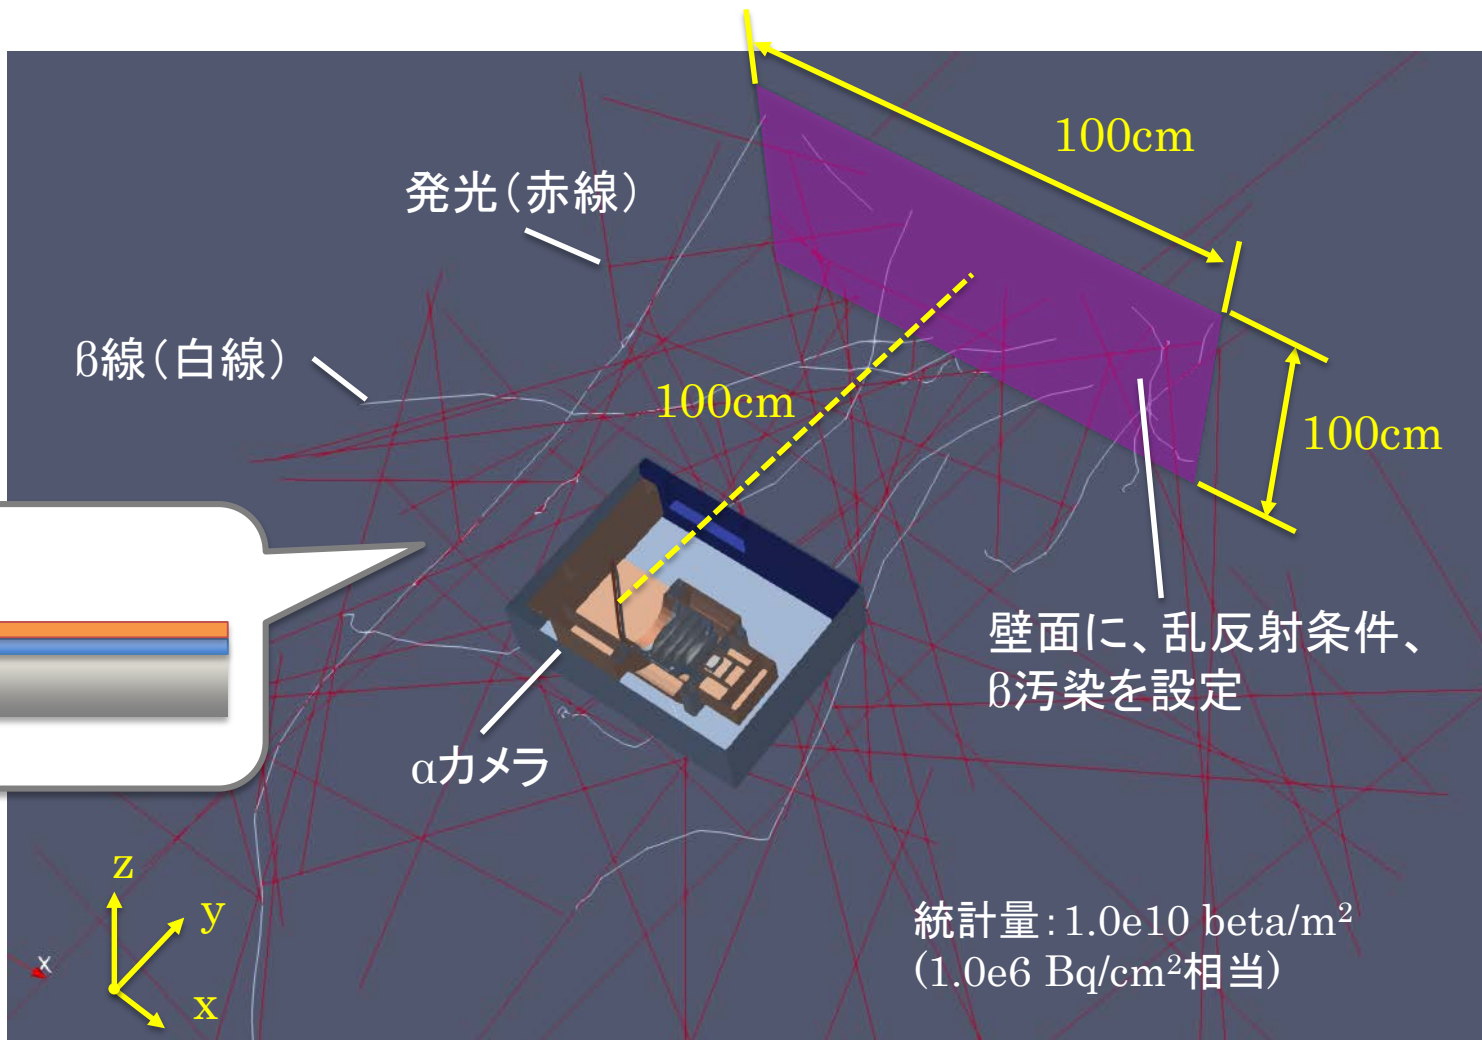 100cm
発光（赤線）
β線（白線）
100cm
100cm
壁面に、乱反射条件、
β汚染を設定
αカメラ
z
y
x
x
統計量：1.0e10 beta/m²
(1.0e6 Bq/cm²相当)